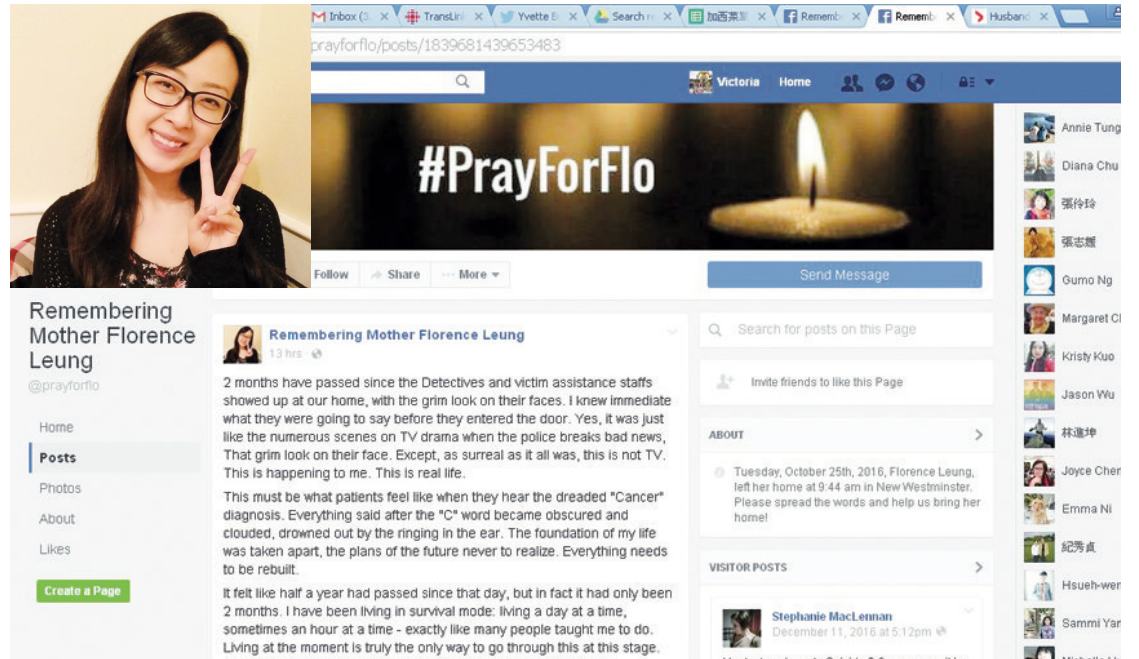 Inbox (3
TransLin
Yvette B
Search re
加西菜
Rememb
Rememb
Husband
prayforflo/posts/1839681439653483
Victoria
Home
#PrayForFlo
Follow
Share
More
Send Message
Remembering
Mother Florence
Leung
@prayforflo
Home
Posts
Photos
About
Likes
Create a Page
Remembering Mother Florence Leung
13 hrs
2 months have passed since the Detectives and victim assistance staffs
showed up at our home, with the grim look on their faces. I knew immediate
what they were going to say before they entered the door. Yes, it was just
like the numerous scenes on TV drama when the police breaks bad news,
That grim look on their face. Except, as surreal as it all was, this is not TV.
This is happening to me. This is real life.
This must be what patients feel like when they hear the dreaded "Cancer"
diagnosis. Everything said after the "C" word became obscured and
clouded, drowned out by the ringing in the ear. The foundation of my life
was taken apart, the plans of the future never to realize. Everything needs
to be rebuilt.
It felt like half a year had passed since that day, but in fact it had only been
2 months. I have been living in survival mode: living a day at a time,
sometimes an hour at a time - exactly like many people taught me to do.
Living at the moment is truly the only way to go through this at this stage.
Search for posts on this Page
Invite friends to like this Page
ABOUT
Tuesday, October 25th, 2016, Florence Leung,
left her home at 9:44 am in New Westminster.
Please spread the words and help us bring her
home!
VISITOR POSTS
Stephanie MacLennan
December 11, 2016 at 5:12pm
Annie Tung
Diana Chu
張伶玲
張志媛
Gumo Ng
Margaret Cl
Kristy Kuo
Jason Wu
林進坤
Joyce Chen
Emma Ni
紀秀貞
Hsueh-wen
Sammi Yan